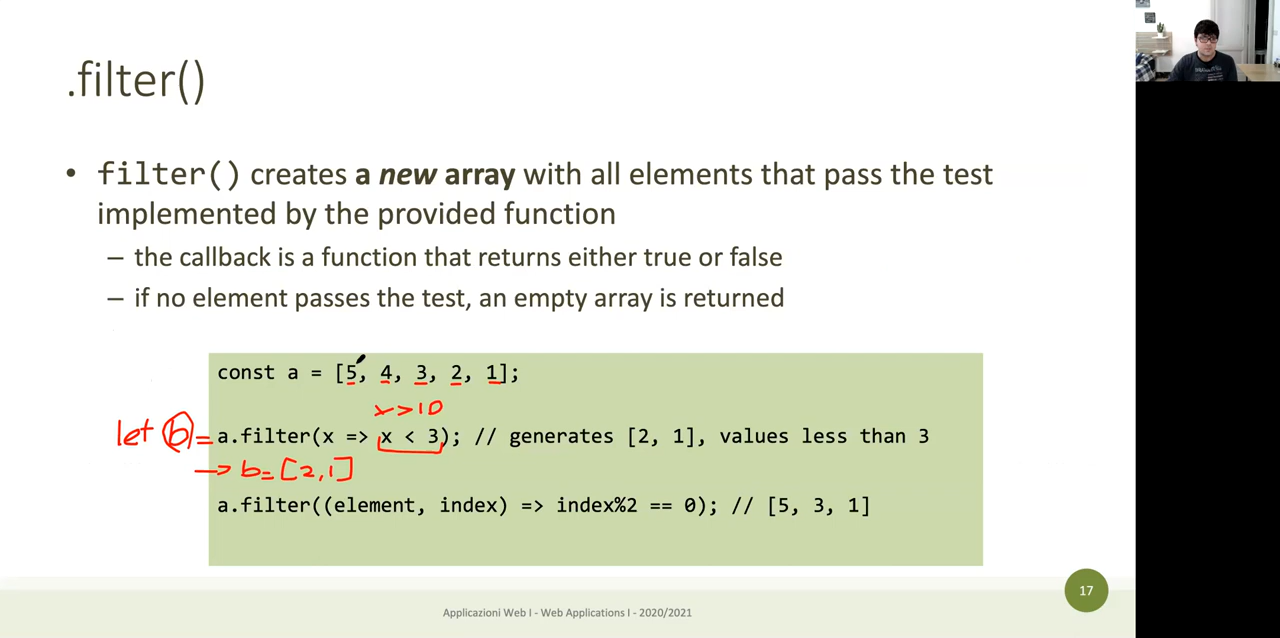 .filter()
• filter() creates a new array with all elements that pass the test
implemented by the provided function
– the callback is a function that returns either true or false
– if no element passes the test, an empty array is returned
const a = [5, 4, 3, 2, 1];
x>10
let b= a.filter(x => x < 3); // generates [2, 1], values less than 3
→ b=[2,1]
a.filter((element, index) => index%2 == 0); // [5, 3, 1]
17
Applicazioni Web I - Web Applications I - 2020/2021